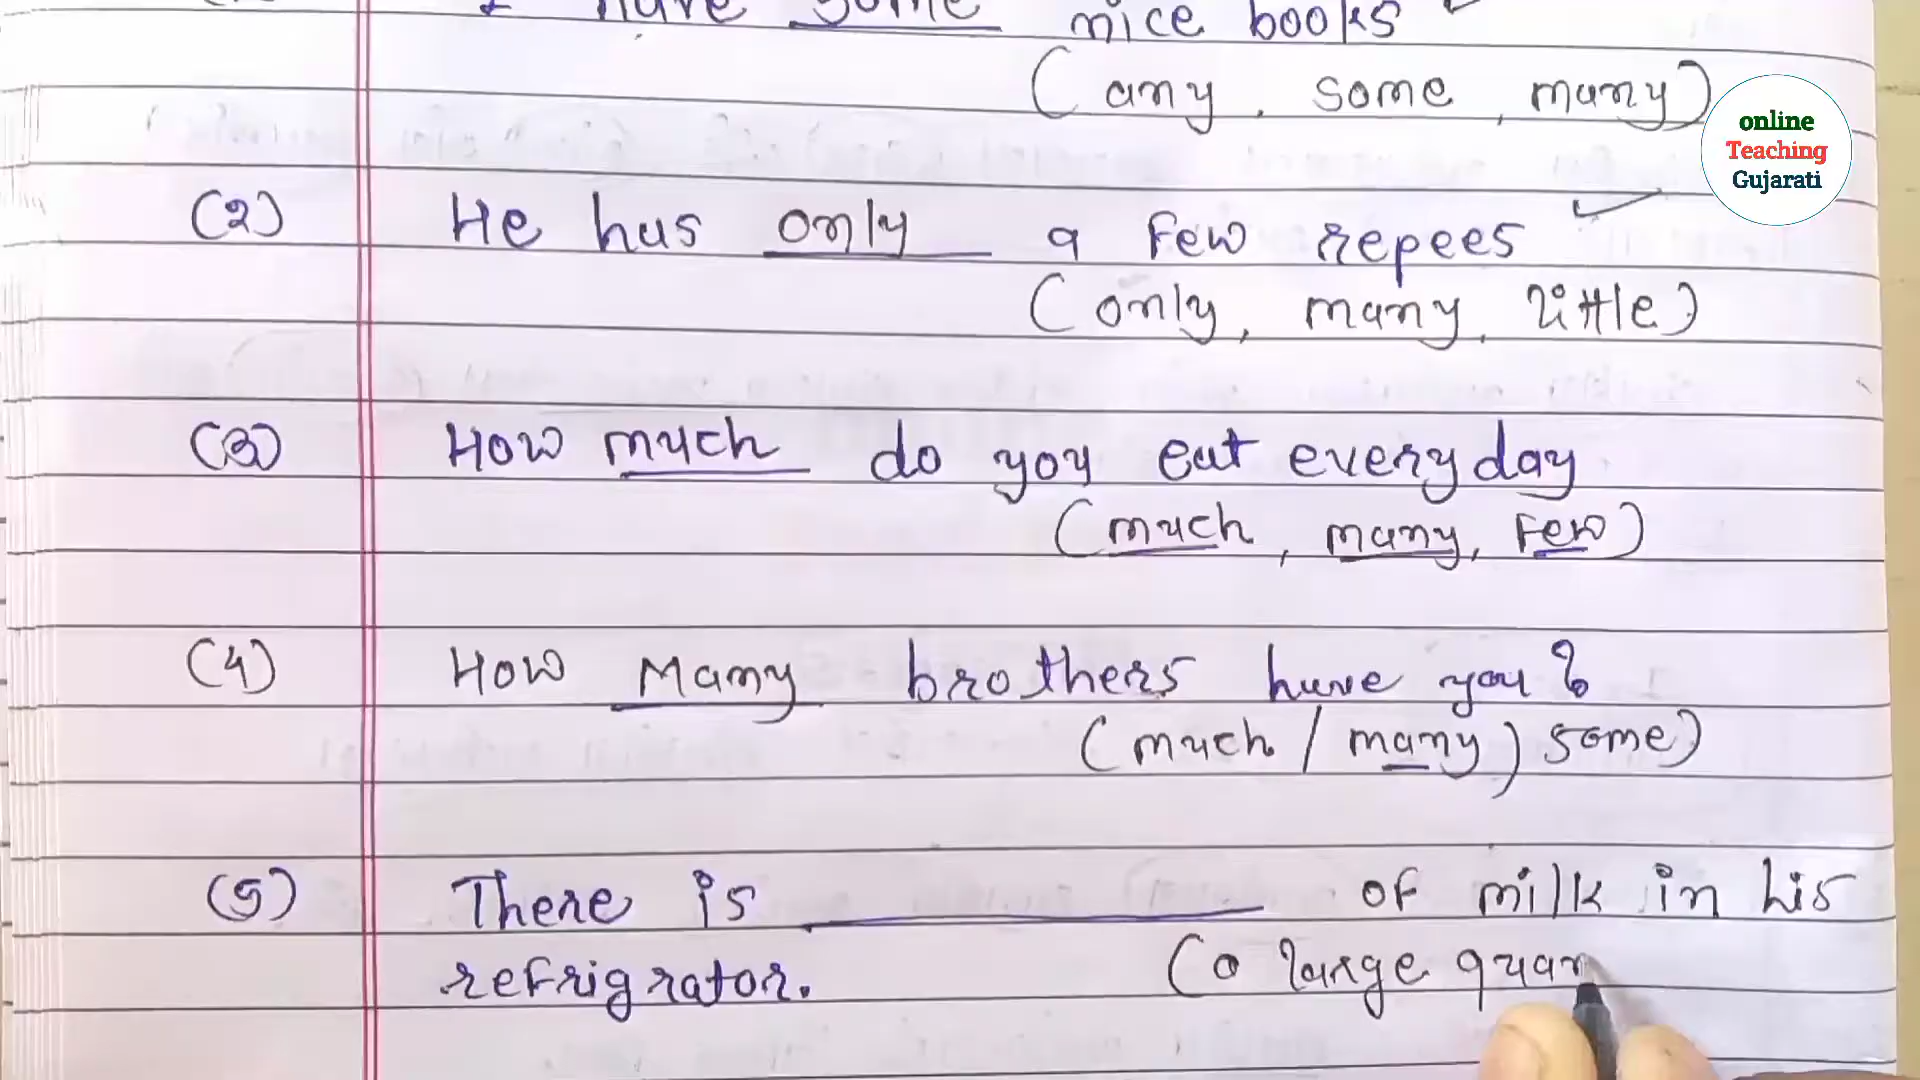 I have some nice books
(any, some, many)
online
Teaching
Gujarati
(2) He has only a few repees
(only, many, little)
(3) How much do you eat everyday
(much, many, few)
(4) How Many brothers have you?
(much / many) some)
(5) There is ________ of milk in his
refrigrator. (a large quan